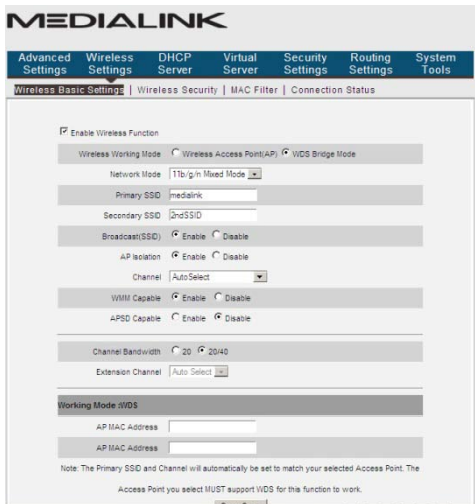 MEDIALINK
Advanced Settings Wireless Settings DHCP Server Virtual Server Security Settings Routing Settings System Tools
Wireless Basic Settings | Wireless Security | MAC Filter | Connection Status
Enable Wireless Function
Wireless Working Mode Wireless Access Point(AP) WDS Bridge Mode
Network Mode 11b/g/n Mixed Mode
Primary SSID medialink
Secondary SSID 2ndSSID
Broadcast(SSID) Enable Disable
AP Isolation Enable Disable
Channel AutoSelect
WMM Capable Enable Disable
APSD Capable Enable Disable
Channel Bandwidth 20 20/40
Extension Channel Auto Select
Working Mode :WDS
AP MAC Address
AP MAC Address
Note: The Primary SSID and Channel will automatically be set to match your selected Access Point. The
Access Point you select MUST support WDS for this function to work.